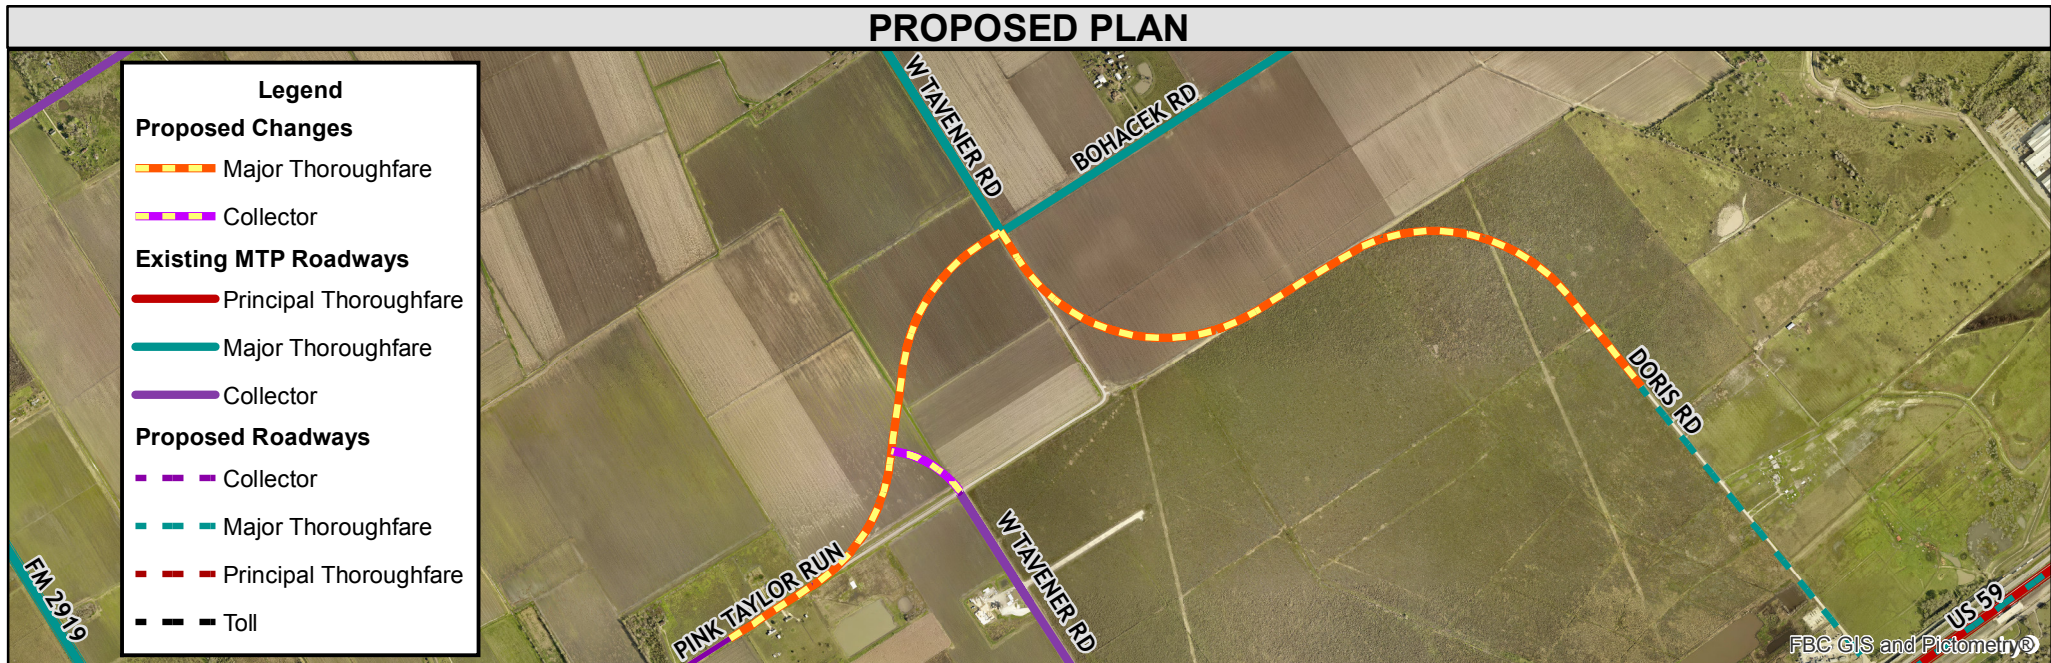 PROPOSED PLAN
Legend
Proposed Changes
Major Thoroughfare
Collector
Existing MTP Roadways
Principal Thoroughfare
Major Thoroughfare
Collector
Proposed Roadways
Collector
Major Thoroughfare
Principal Thoroughfare
Toll
W TAVENER RD
BOHACEK RD
DORIS RD
W TAVENER RD
PINK TAYLOR RUN
FM 2919
US 59
FBC GIS and Pictometry®